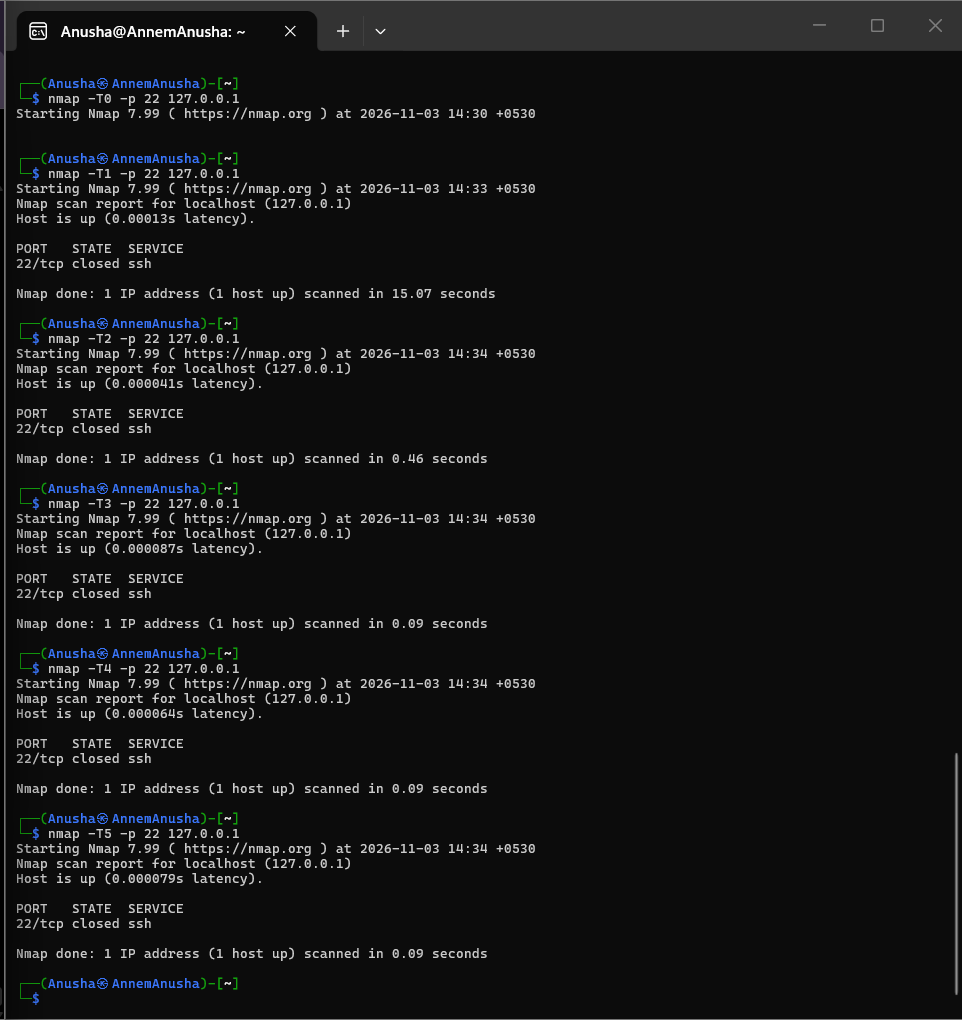 Anusha@AnnemAnusha: ~
┌──(Anusha㉿AnnemAnusha)-[~]
└─$ nmap -T0 -p 22 127.0.0.1
Starting Nmap 7.99 ( https://nmap.org ) at 2026-11-03 14:30 +0530
┌──(Anusha㉿AnnemAnusha)-[~]
└─$ nmap -T1 -p 22 127.0.0.1
Starting Nmap 7.99 ( https://nmap.org ) at 2026-11-03 14:33 +0530
Nmap scan report for localhost (127.0.0.1)
Host is up (0.00013s latency).
PORT   STATE  SERVICE
22/tcp closed ssh
Nmap done: 1 IP address (1 host up) scanned in 15.07 seconds
┌──(Anusha㉿AnnemAnusha)-[~]
└─$ nmap -T2 -p 22 127.0.0.1
Starting Nmap 7.99 ( https://nmap.org ) at 2026-11-03 14:34 +0530
Nmap scan report for localhost (127.0.0.1)
Host is up (0.000041s latency).
PORT   STATE  SERVICE
22/tcp closed ssh
Nmap done: 1 IP address (1 host up) scanned in 0.46 seconds
┌──(Anusha㉿AnnemAnusha)-[~]
└─$ nmap -T3 -p 22 127.0.0.1
Starting Nmap 7.99 ( https://nmap.org ) at 2026-11-03 14:34 +0530
Nmap scan report for localhost (127.0.0.1)
Host is up (0.000087s latency).
PORT   STATE  SERVICE
22/tcp closed ssh
Nmap done: 1 IP address (1 host up) scanned in 0.09 seconds
┌──(Anusha㉿AnnemAnusha)-[~]
└─$ nmap -T4 -p 22 127.0.0.1
Starting Nmap 7.99 ( https://nmap.org ) at 2026-11-03 14:34 +0530
Nmap scan report for localhost (127.0.0.1)
Host is up (0.000064s latency).
PORT   STATE  SERVICE
22/tcp closed ssh
Nmap done: 1 IP address (1 host up) scanned in 0.09 seconds
┌──(Anusha㉿AnnemAnusha)-[~]
└─$ nmap -T5 -p 22 127.0.0.1
Starting Nmap 7.99 ( https://nmap.org ) at 2026-11-03 14:34 +0530
Nmap scan report for localhost (127.0.0.1)
Host is up (0.000079s latency).
PORT   STATE  SERVICE
22/tcp closed ssh
Nmap done: 1 IP address (1 host up) scanned in 0.09 seconds
┌──(Anusha㉿AnnemAnusha)-[~]
└─$